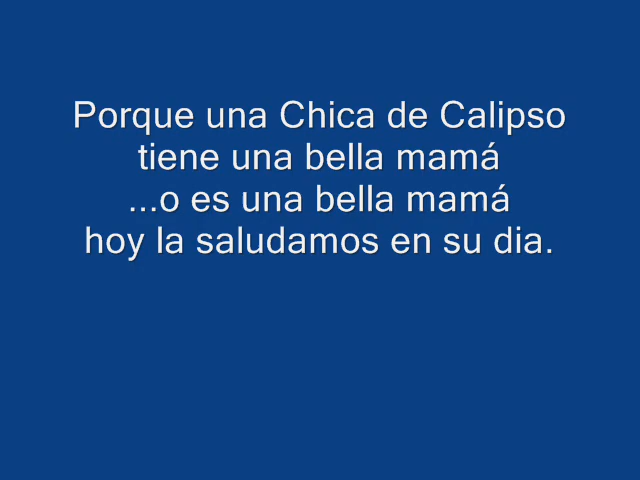 Porque una Chica de Calipso
tiene una bella mamá
...o es una bella mamá
hoy la saludamos en su dia.